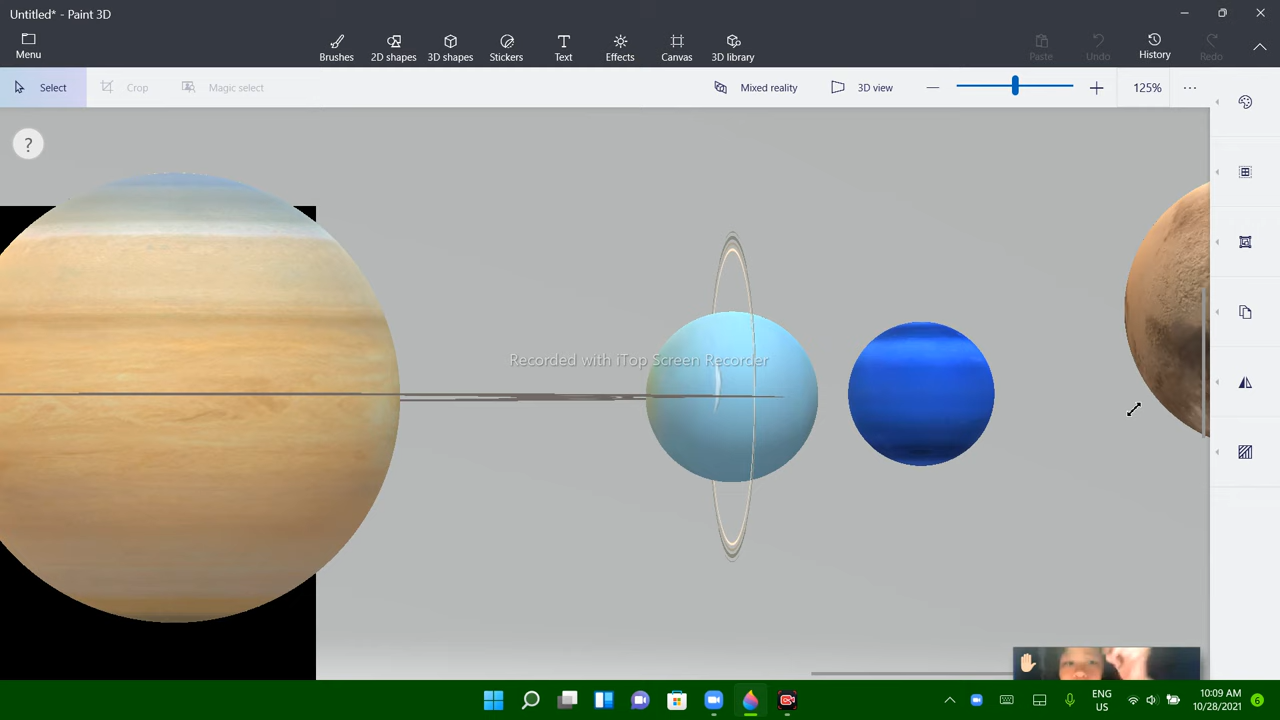 Untitled* - Paint 3D
Menu
Brushes
2D shapes
3D shapes
Stickers
Text
Effects
Canvas
3D library
Paste
Undo
History
Redo
Select
Crop
Magic select
Mixed reality
3D view
125%
?
Recorded with iTop Screen Recorder
ENG
US
10:09 AM
10/28/2021
6